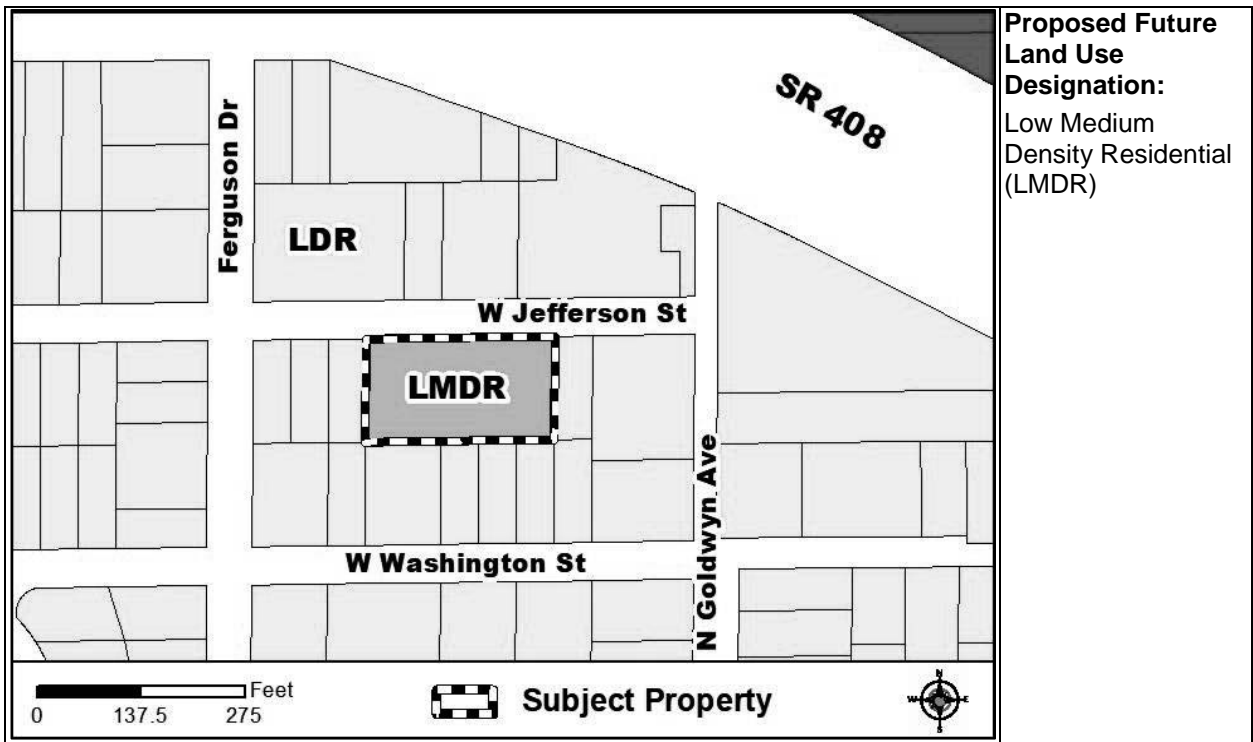 Proposed Future
Land Use
Designation:
Low Medium
Density Residential
(LMDR)
SR 408
Ferguson Dr
LDR
W Jefferson St
LMDR
N Goldwyn Ave
W Washington St
Feet
0 137.5 275
Subject Property
N
W E
S